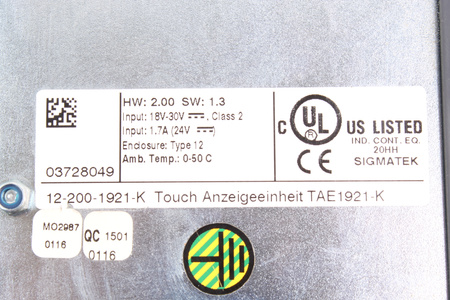 HW: 2.00 SW: 1.3
Input: 18V-30V ⎓, Class 2
Input: 1.7A (24V ⎓)
Enclosure: Type 12
Amb. Temp.: 0-50 C
03728049
C UL ® US LISTED
IND. CONT. EQ.
20HH
CE SIGMATEK
12-200-1921-K Touch Anzeigeeinheit TAE1921-K
MO2987
0116
QC 1501
0116